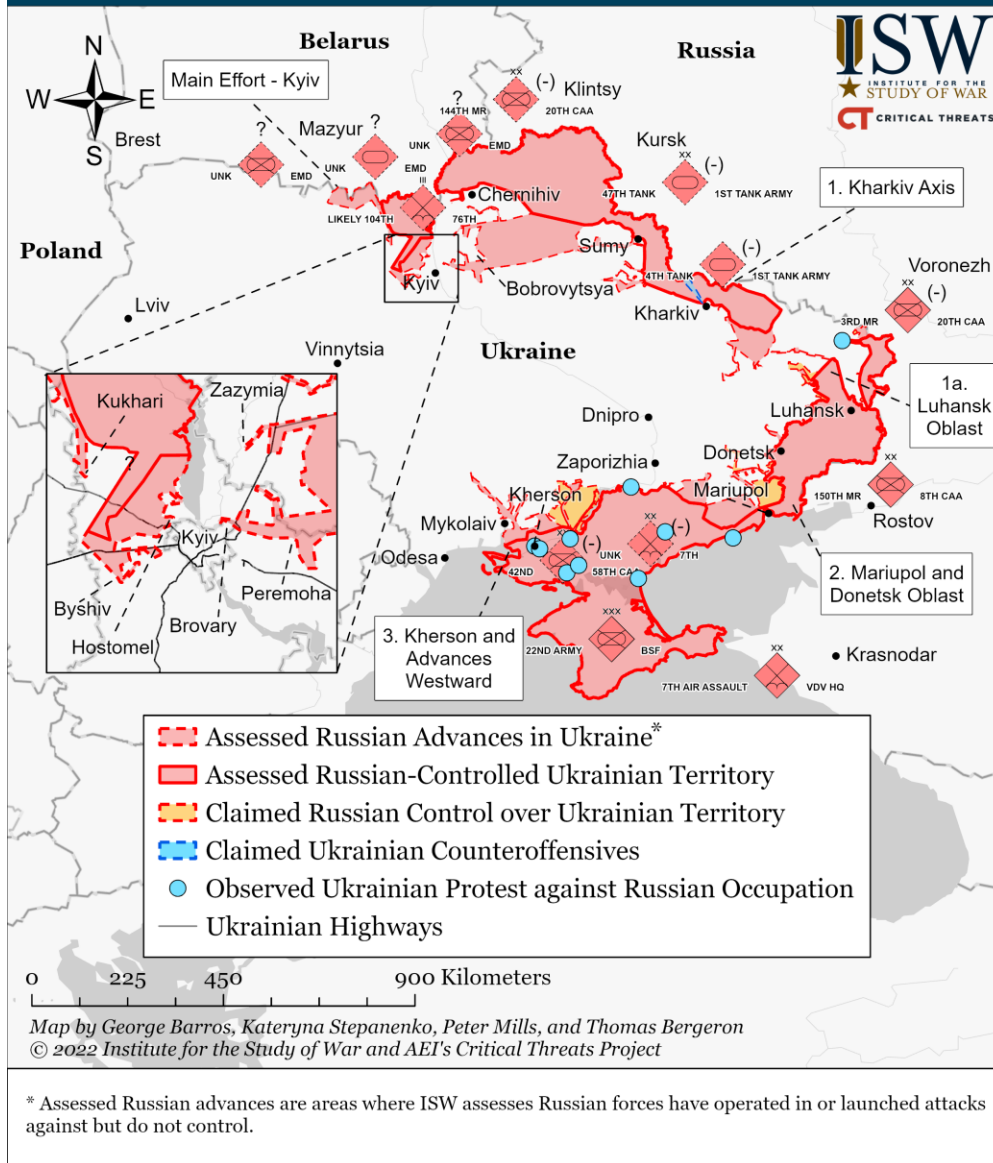 ISW
INSTITUTE FOR THE
STUDY OF WAR
CT CRITICAL THREATS
Belarus
Russia
N
W E
S
Main Effort - Kyiv
Brest
Mazyur
?
?
?
xx
(-)
Klintsy
144TH MR
20TH CAA
UNK
EMD
UNK
EMD
UNK
EMD
Kursk
xx
(-)
47TH TANK
1ST TANK ARMY
1. Kharkiv Axis
III
Chernihiv
LIKELY 104TH
76TH
Poland
Sumy
xx
(-)
4TH TANK
1ST TANK ARMY
Voronezh
xx
(-)
3RD MR
20TH CAA
Kyiv
Bobrovytsya
Kharkiv
Lviv
Ukraine
Vinnytsia
1a.
Luhansk
Oblast
Luhansk
Dnipro
Donetsk
Zaporizhia
Kukhari
Zazymia
?
Kyiv
Byshiv
Hostomel
Brovary
Peremoha
Kherson
Mariupol
xx
150TH MR
8TH CAA
Rostov
Mykolaiv
Odesa
(-)
42ND
58TH CAA
xx
(-)
UNK
7TH
2. Mariupol and
Donetsk Oblast
3. Kherson and
Advances
Westward
xxx
22ND ARMY
BSF
Krasnodar
xx
7TH AIR ASSAULT
VDV HQ
Assessed Russian Advances in Ukraine*
Assessed Russian-Controlled Ukrainian Territory
Claimed Russian Control over Ukrainian Territory
Claimed Ukrainian Counteroffensives
Observed Ukrainian Protest against Russian Occupation
Ukrainian Highways
0 225 450 900 Kilometers
Map by George Barros, Kateryna Stepanenko, Peter Mills, and Thomas Bergeron
© 2022 Institute for the Study of War and AEI's Critical Threats Project
* Assessed Russian advances are areas where ISW assesses Russian forces have operated in or launched attacks
against but do not control.